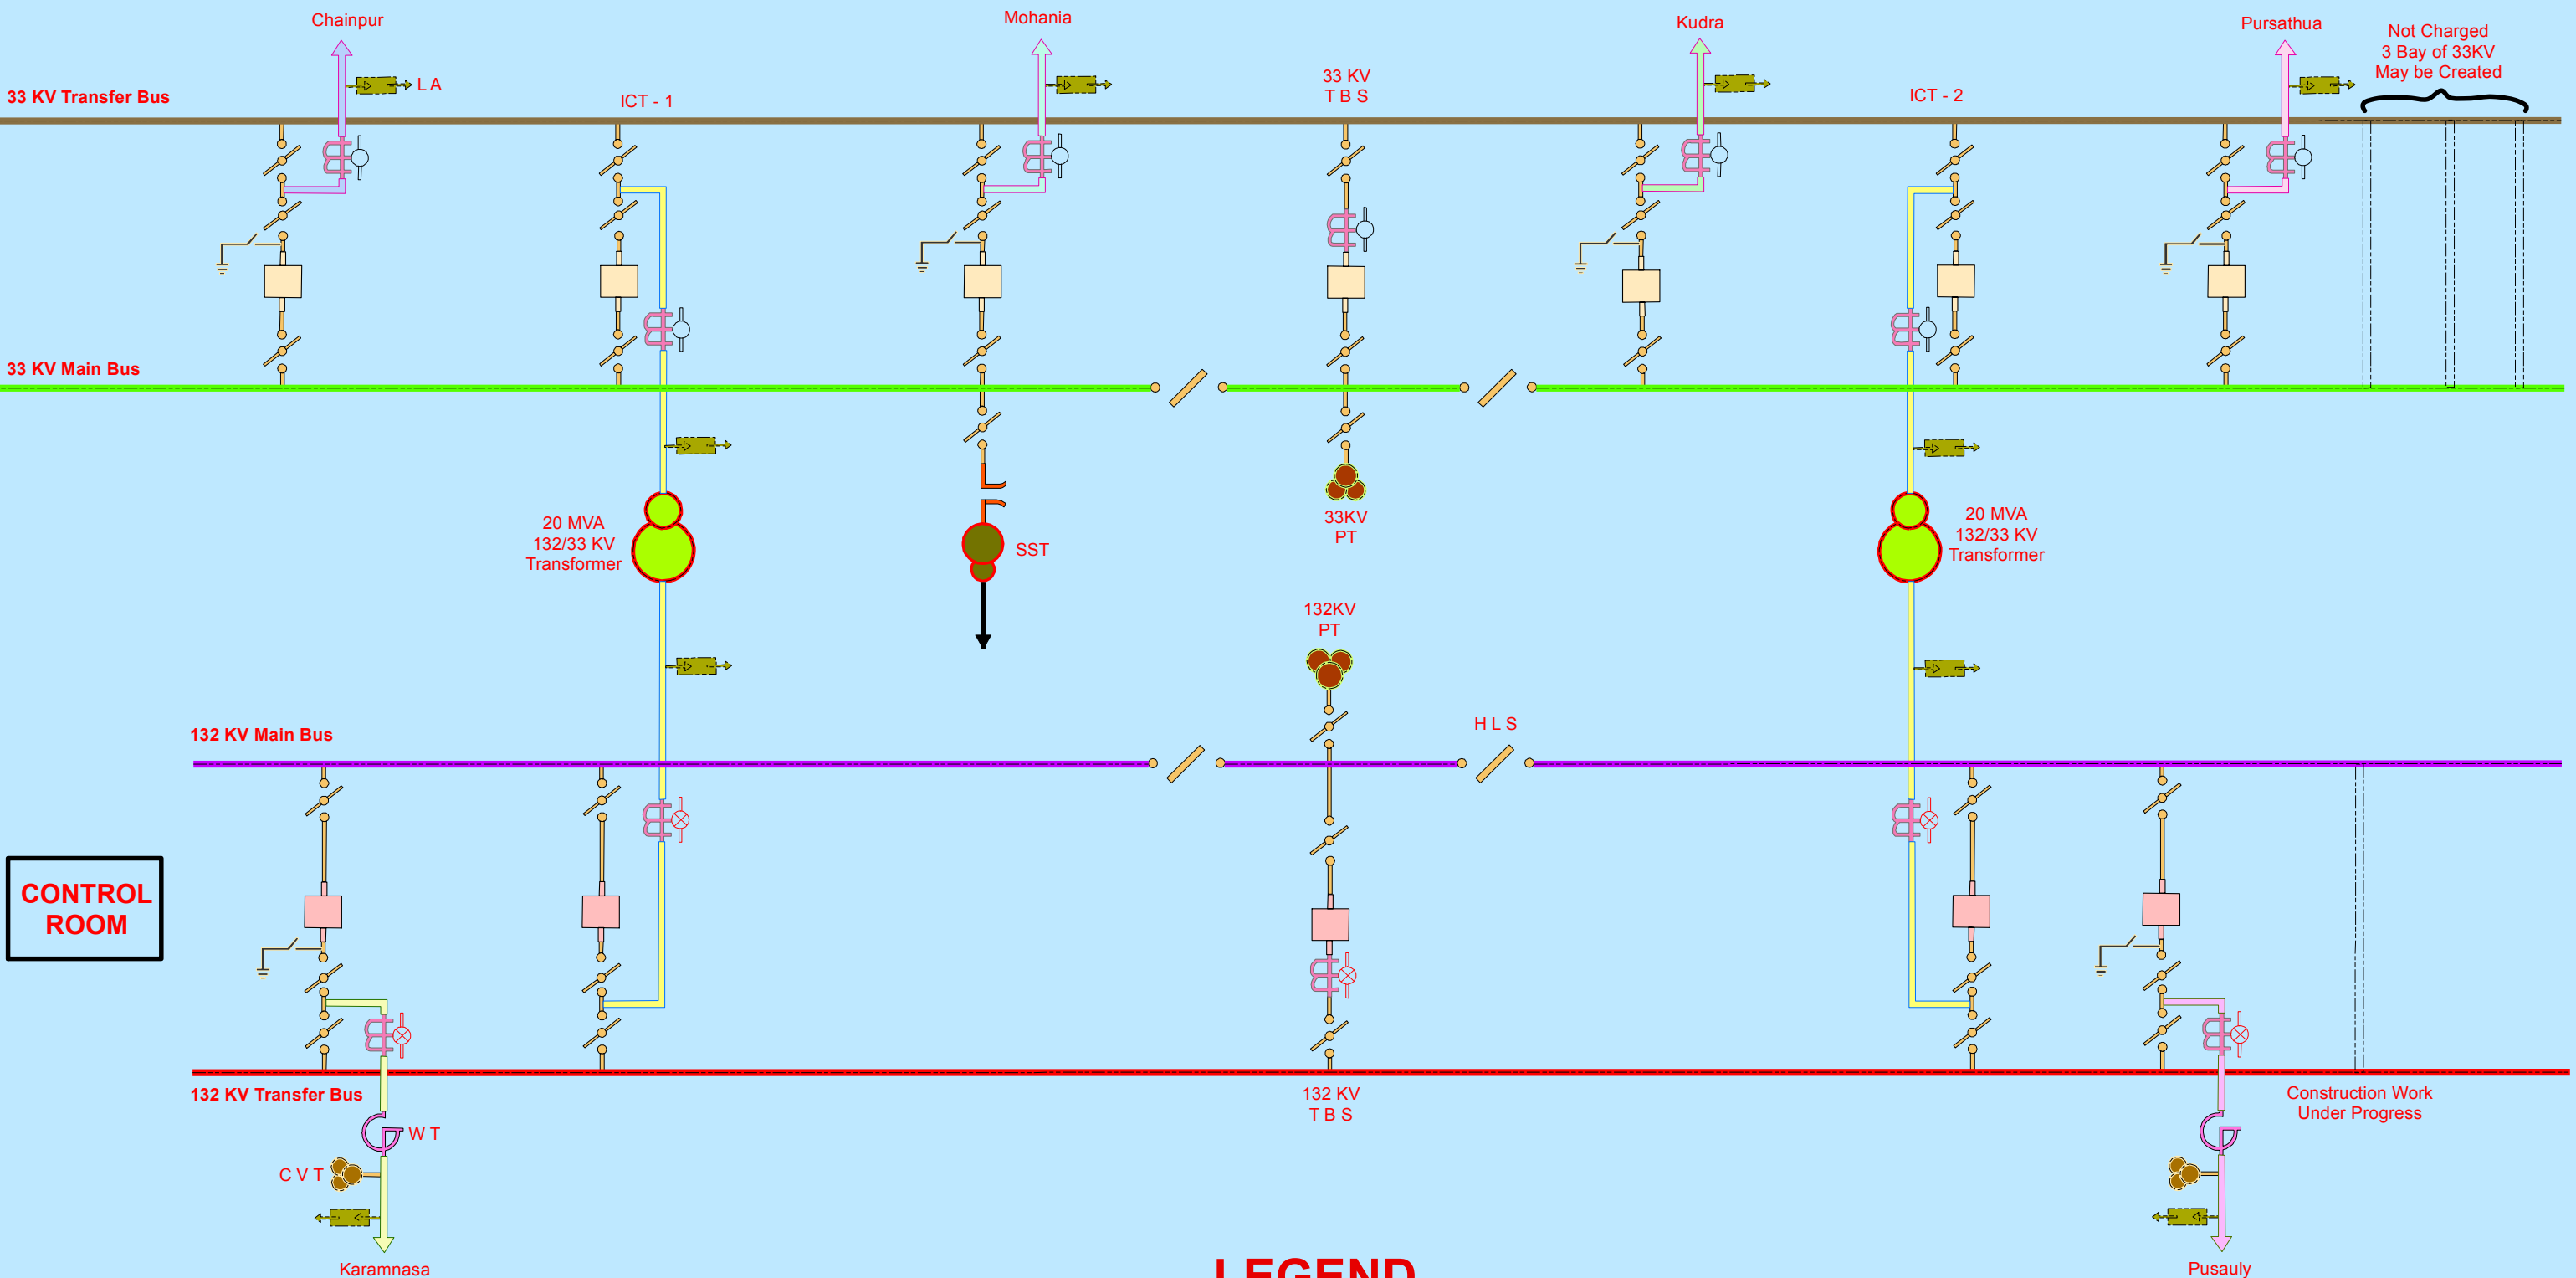 Chainpur
Mohania
Kudra
Pursathua
Not Charged
3 Bay of 33KV
May be Created
L A
33 KV
T B S
33 KV Transfer Bus
ICT - 1
ICT - 2
33 KV Main Bus
20 MVA
132/33 KV
Transformer
SST
33KV
PT
20 MVA
132/33 KV
Transformer
132KV
PT
H L S
132 KV Main Bus
CONTROL
ROOM
132 KV Transfer Bus
132 KV
T B S
Construction Work
Under Progress
W T
C V T
Karamnasa
LEGEND
Pusauly